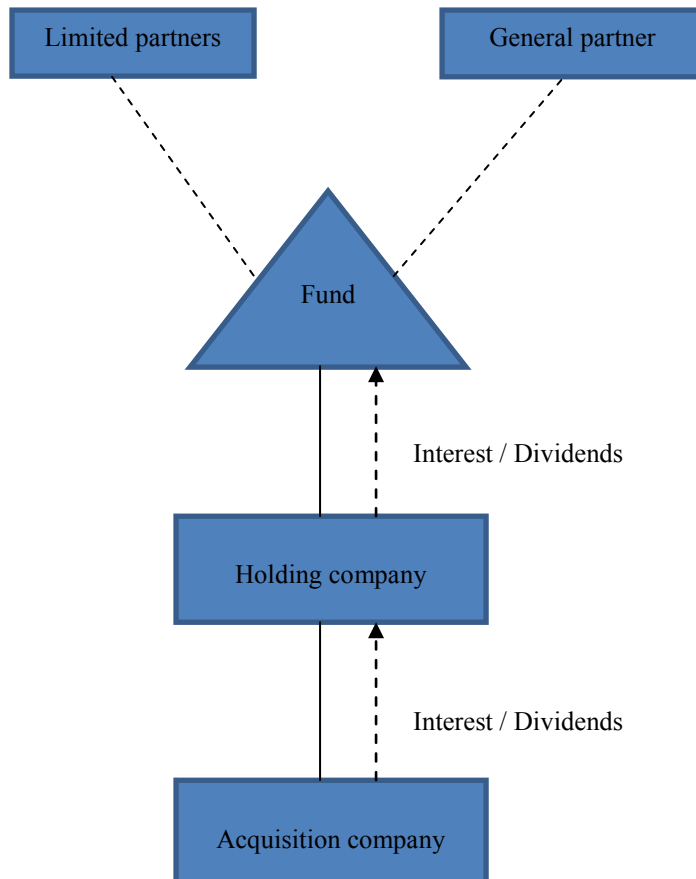 Limited partners
General partner
Fund
Interest / Dividends
Holding company
Interest / Dividends
Acquisition company